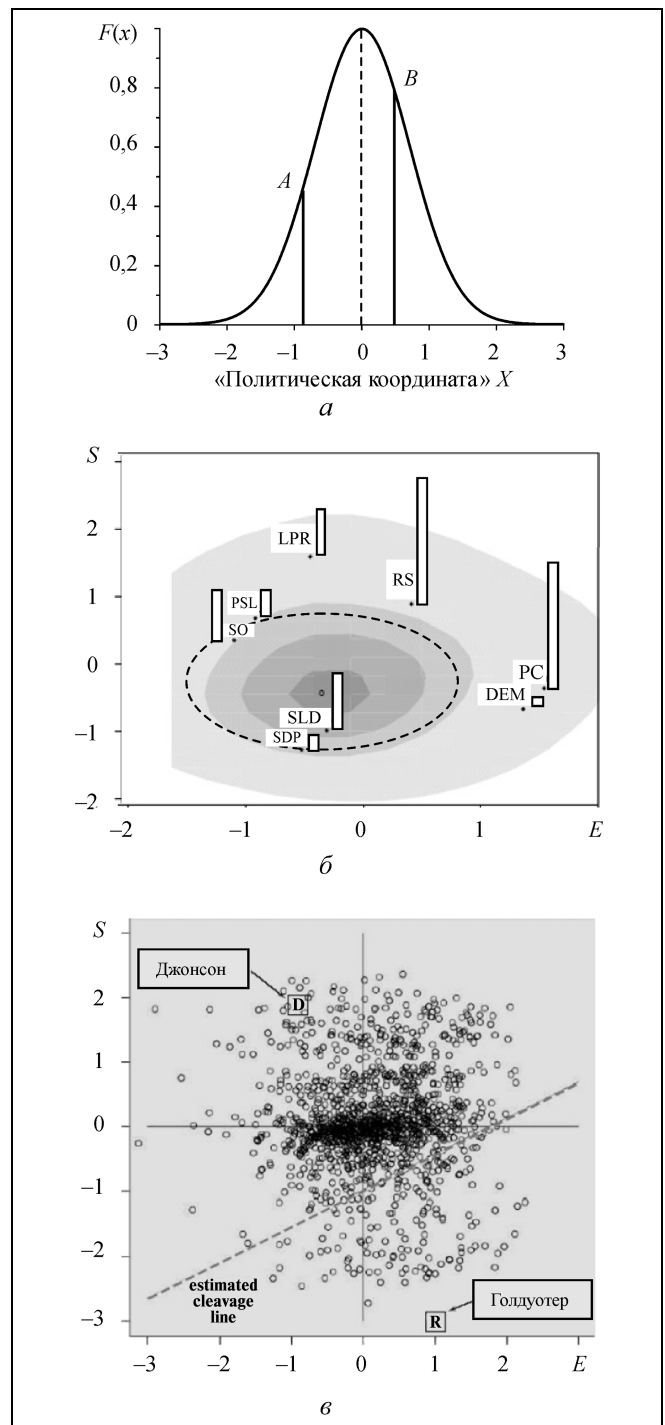 F(x)
0,8
0,6
0,4
0,2
0
A
B
–3 –2 –1 0 1 2 3
«Политическая координата» X
а
S
2
1
0
–1
–2
LPR
RS
PSL
SO
PC
DEM
SLD
SDP
–2 –1 0 1 E
б
S
Джонсон
D
2
1
0
–1
–2
–3
estimated
cleavage
line
R
Голдуотер
–3 –2 –1 0 1 2 E
в